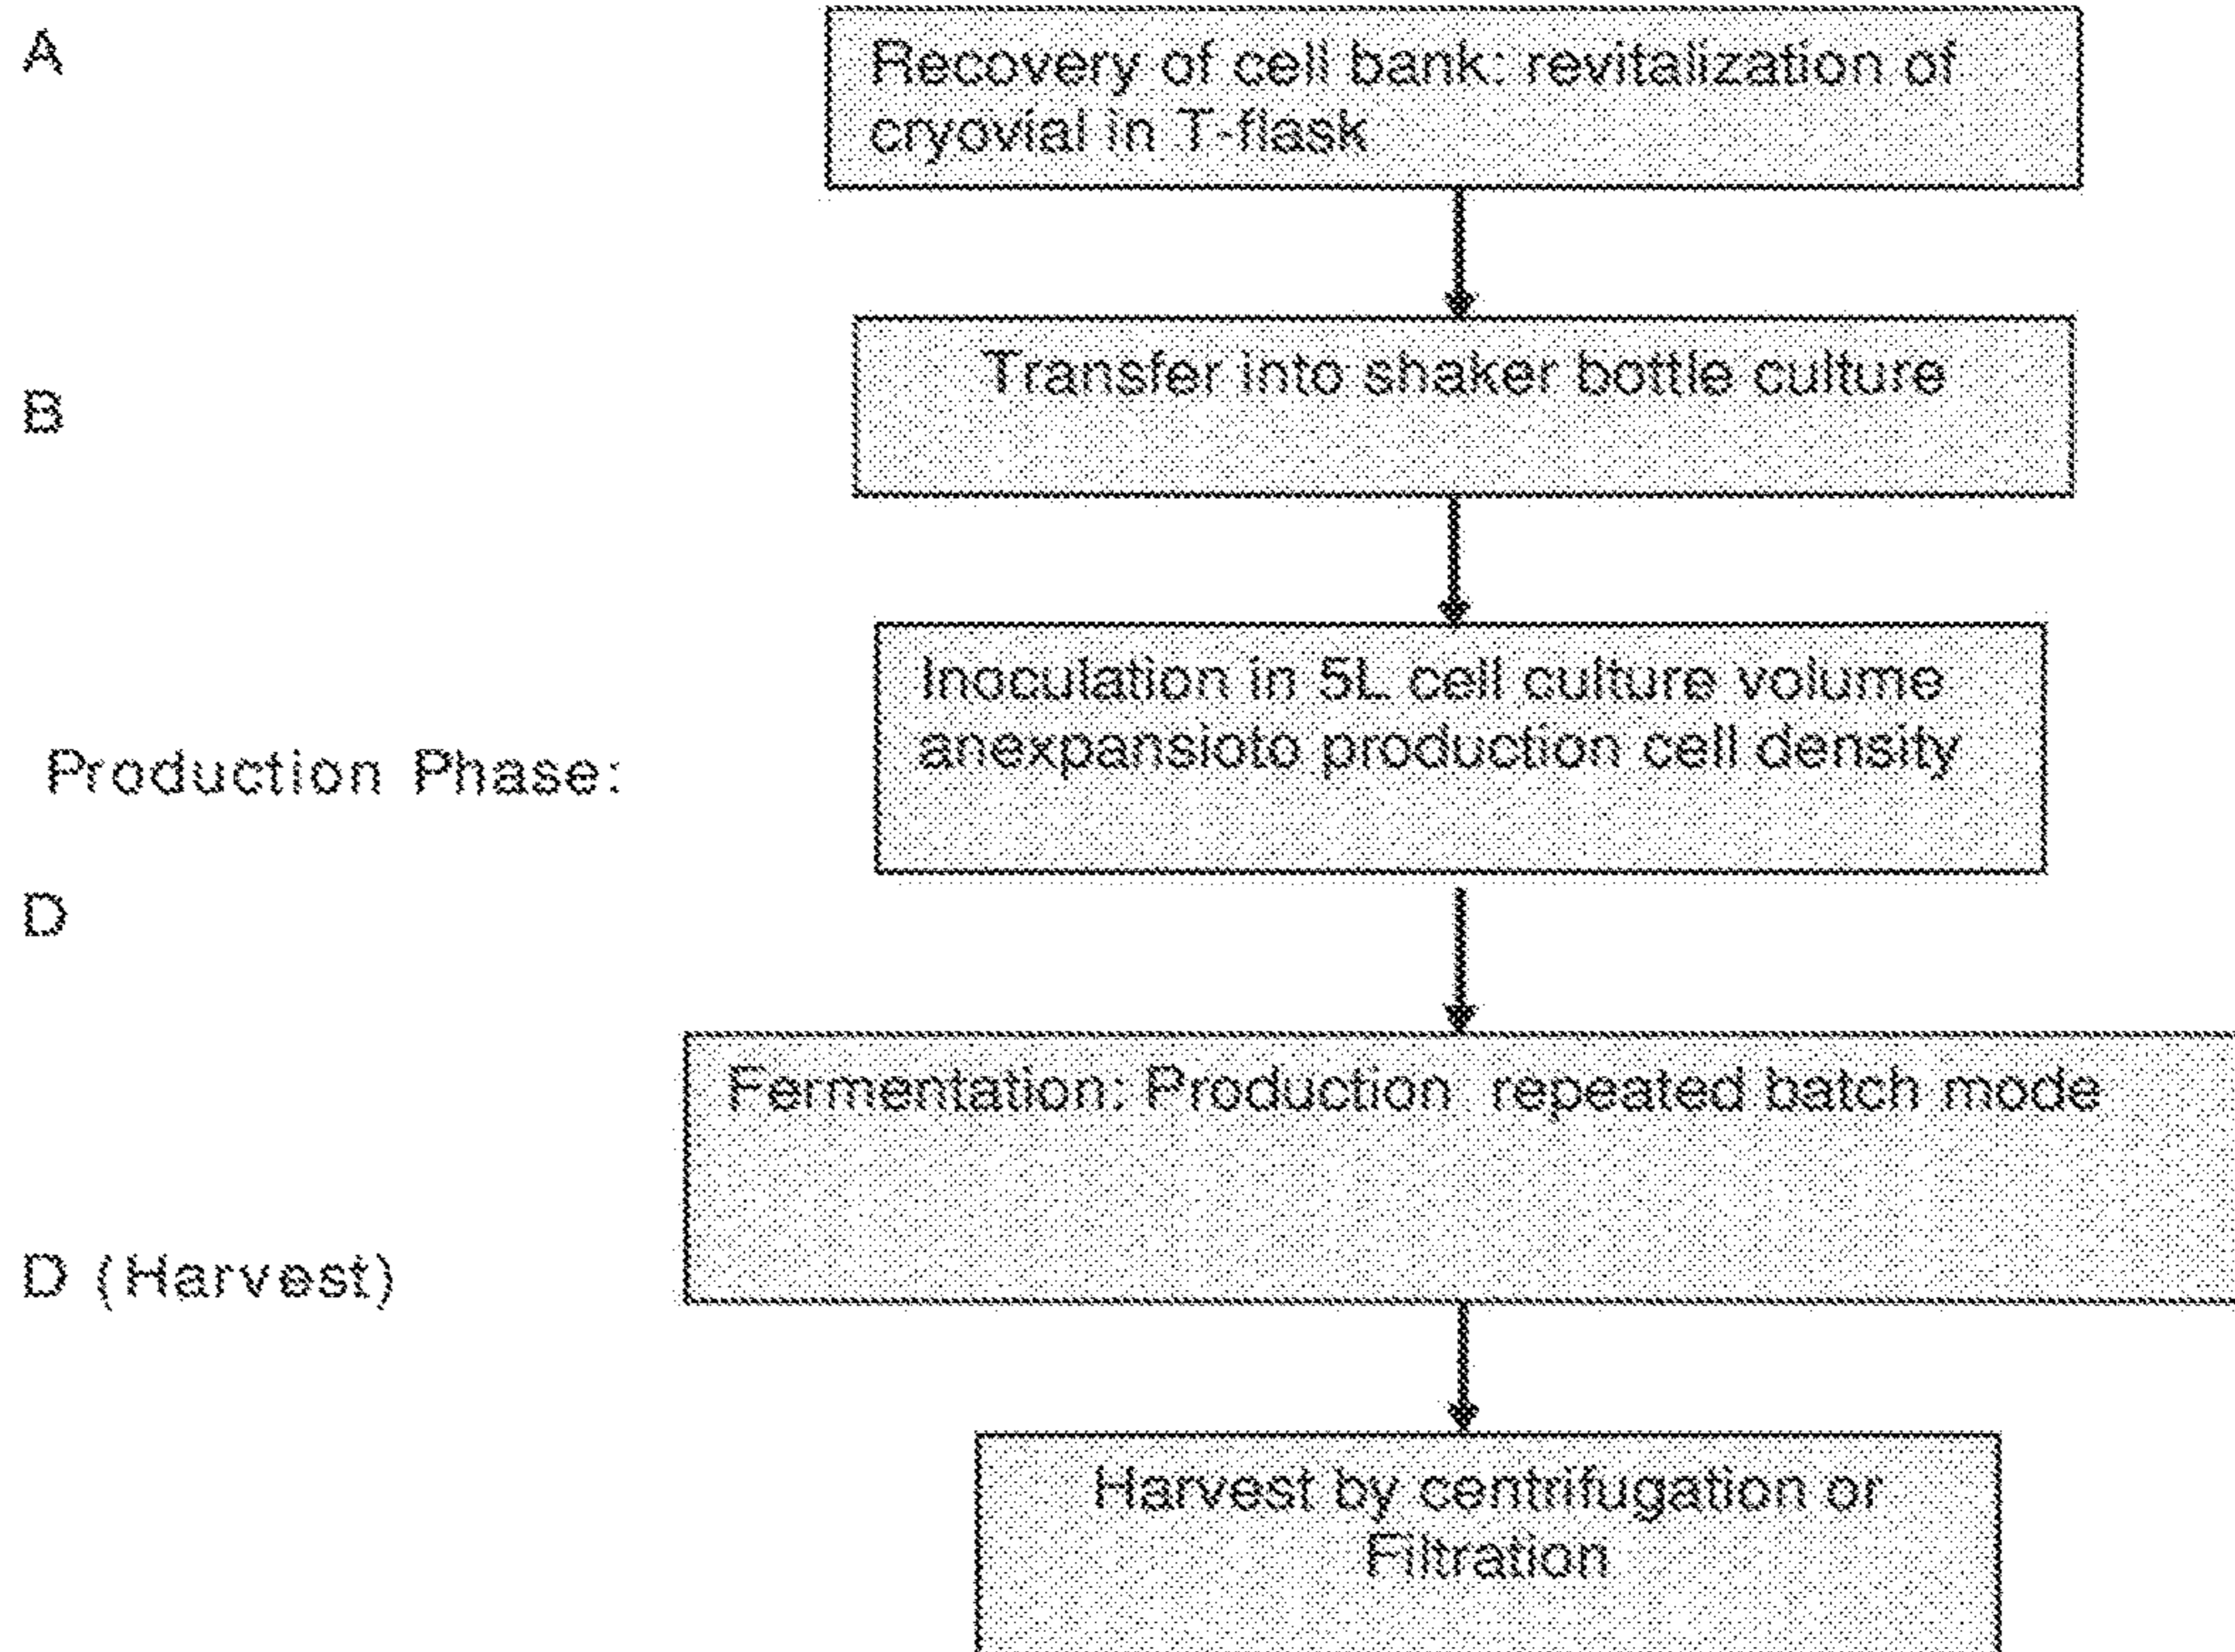 A
Recovery of cell bank: revitalization of
cryovial in T-flask
Transfer into shaker bottle culture
B
Inoculation in 5L cell culture volume
anexpansioto production cell density
Production Phase:
D
Fermentation: Production repeated batch mode
D (Harvest)
Harvest by centrifugation or
Filtration